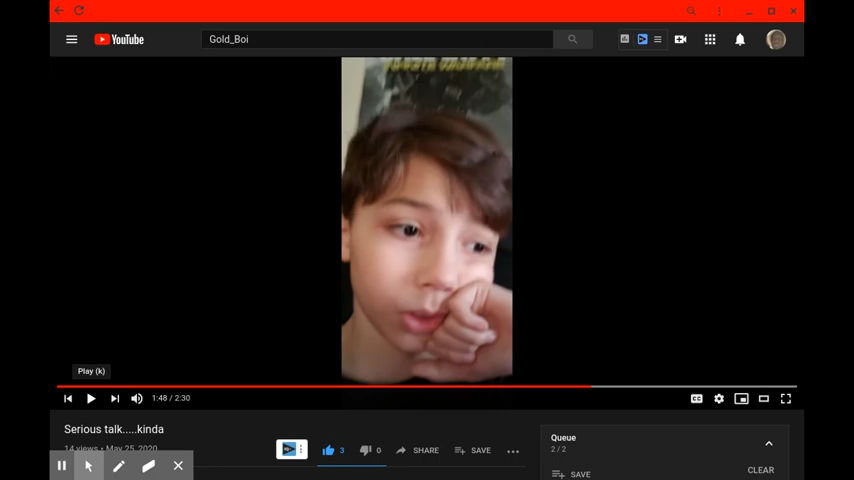 YouTube
Gold_Boi
Play (k)
1:48 / 2:30
CC
Serious talk.....kinda
14 views • May 25, 2020
3
0
SHARE
SAVE
Queue
2 / 2
SAVE
CLEAR